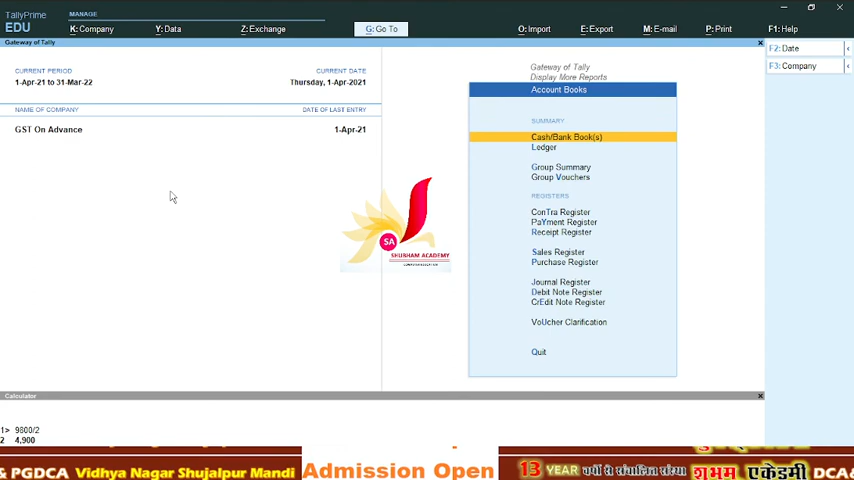 TallyPrime
EDU
MANAGE
K: Company
Y: Data
Z: Exchange
G: Go To
O: Import
E: Export
M: E-mail
P: Print
F1: Help
Gateway of Tally
F2: Date
F3: Company
CURRENT PERIOD
CURRENT DATE
1-Apr-21 to 31-Mar-22
Thursday, 1-Apr-2021
NAME OF COMPANY
DATE OF LAST ENTRY
GST On Advance
1-Apr-21
Gateway of Tally
Display More Reports
Account Books
SUMMARY
Cash/Bank Book(s)
Ledger
Group Summary
Group Vouchers
REGISTERS
ConTra Register
PaYment Register
Receipt Register
Sales Register
Purchase Register
Journal Register
Debit Note Register
CrEdit Note Register
VoUcher Clarification
Quit
SA
SHUBHAM ACADEMY
Calculator
1> 9800/2
2 4,900
& PGDCA Vidhya Nagar Shujalpur Mandi
Admission Open
13 YEAR वर्षो से संचालित संस्था
शुभम् एकेडमी DCA&